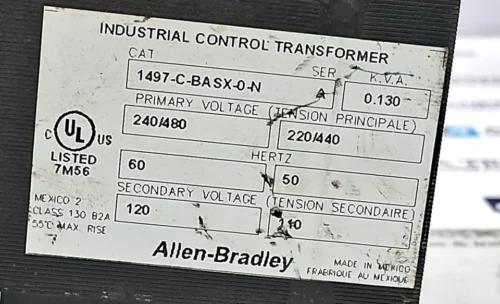 INDUSTRIAL CONTROL TRANSFORMER
CAT SER K.V.A.
1497-C-BASX-0-N A 0.130
PRIMARY VOLTAGE (TENSION PRINCIPALE)
240/480 220/440
C UL US
LISTED
7M56
HERTZ
60 50
SECONDARY VOLTAGE (TENSION SECONDAIRE)
120 110
MEXICO 2
CLASS 130 B2A
55°C MAX. RISE
Allen-Bradley
MADE IN MEXICO
FRABRIQUE AU MEXIQUE